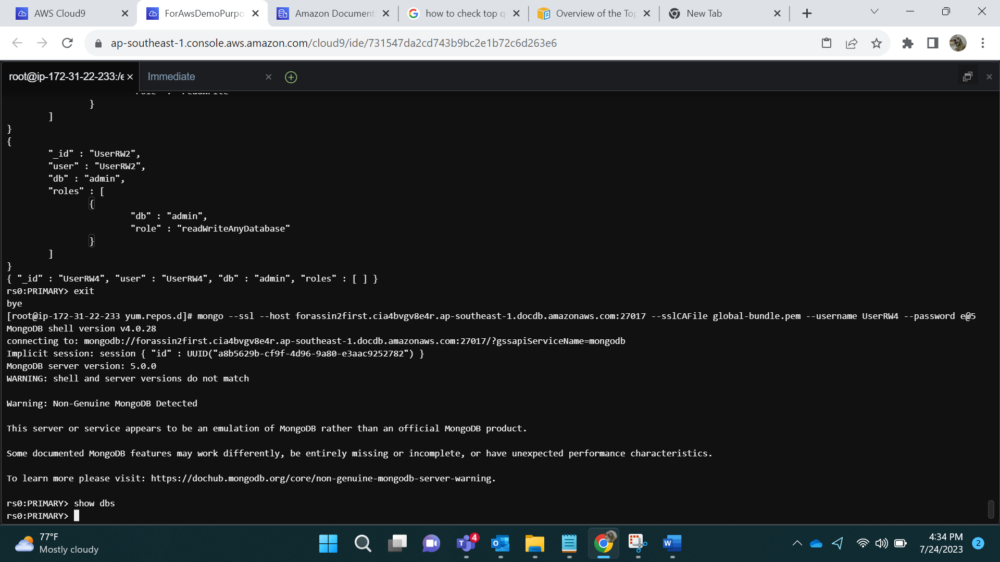 AWS Cloud9
ForAwsDemoPurpo
Amazon Document
how to check top q
Overview of the Top
New Tab
ap-southeast-1.console.aws.amazon.com/cloud9/ide/731547da2cd743b9bc2e1b72c6d263e6
root@ip-172-31-22-233:/e
Immediate
}
]
}
{
"_id" : "UserRW2",
"user" : "UserRW2",
"db" : "admin",
"roles" : [
{
"db" : "admin",
"role" : "readWriteAnyDatabase"
}
]
}
{ "_id" : "UserRW4", "user" : "UserRW4", "db" : "admin", "roles" : [ ] }
rs0:PRIMARY> exit
bye
[root@ip-172-31-22-233 yum.repos.d]# mongo --ssl --host forassin2first.cia4bvgv8e4r.ap-southeast-1.docdb.amazonaws.com:27017 --sslCAFile global-bundle.pem --username UserRW4 --password e@5
MongoDB shell version v4.0.28
connecting to: mongodb://forassin2first.cia4bvgv8e4r.ap-southeast-1.docdb.amazonaws.com:27017/?gssapiServiceName=mongodb
Implicit session: session { "id" : UUID("a8b5629b-cf9f-4d96-9a80-e3aac9252782") }
MongoDB server version: 5.0.0
WARNING: shell and server versions do not match
Warning: Non-Genuine MongoDB Detected
This server or service appears to be an emulation of MongoDB rather than an official MongoDB product.
Some documented MongoDB features may work differently, be entirely missing or incomplete, or have unexpected performance characteristics.
To learn more please visit: https://dochub.mongodb.org/core/non-genuine-mongodb-server-warning.
rs0:PRIMARY> show dbs
rs0:PRIMARY>
77°F
Mostly cloudy
4
4:34 PM
7/24/2023
2